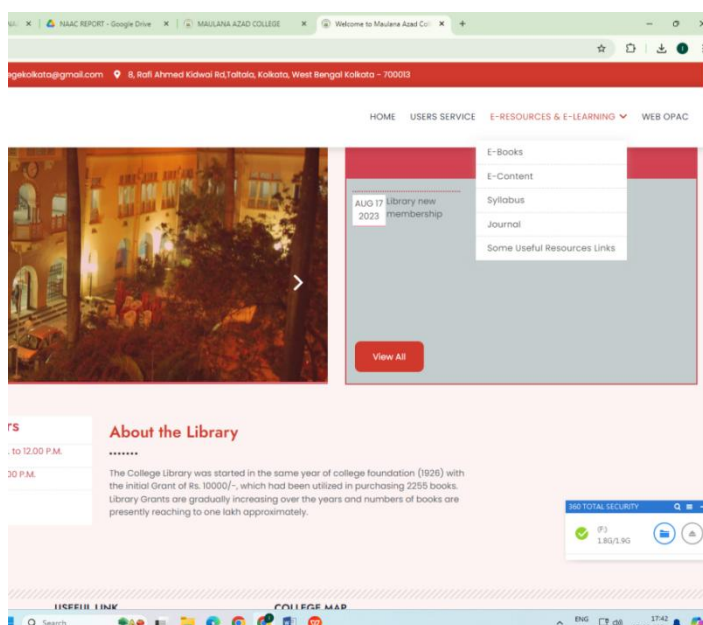 NAAC REPORT - Google Drive
MAULANA AZAD COLLEGE
Welcome to Maulana Azad Col
egekolkata@gmail.com 8, Rafi Ahmed Kidwai Rd,Taltala, Kolkata, West Bengal Kolkata - 700013
HOME USERS SERVICE E-RESOURCES & E-LEARNING WEB OPAC
E-Books
E-Content
Syllabus
Journal
Some Useful Resources Links
AUG 17
2023
Library new
membership
View All
rs
. to 12.00 P.M.
00 P.M.
About the Library
The College Library was started in the same year of college foundation (1926) with
the initial Grant of Rs. 10000/-, which had been utilized in purchasing 2255 books.
Library Grants are gradually increasing over the years and numbers of books are
presently reaching to one lakh approximately.
360 TOTAL SECURITY
(F:)
1.8G/1.9G
USEFUL LINK
COLLEGE MAP
Search
ENG
17:42